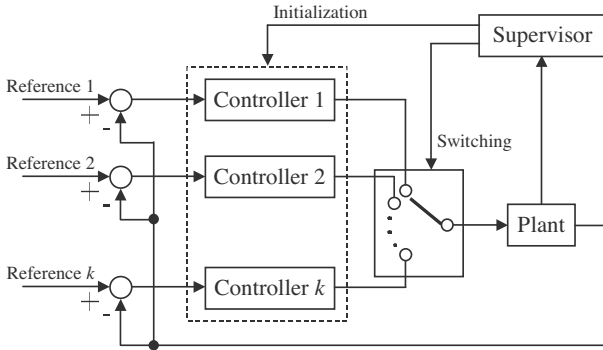 Initialization
Supervisor
Reference 1
+
-
Controller 1
Switching
Reference 2
+
-
Controller 2
Plant
Reference k
+
-
Controller k